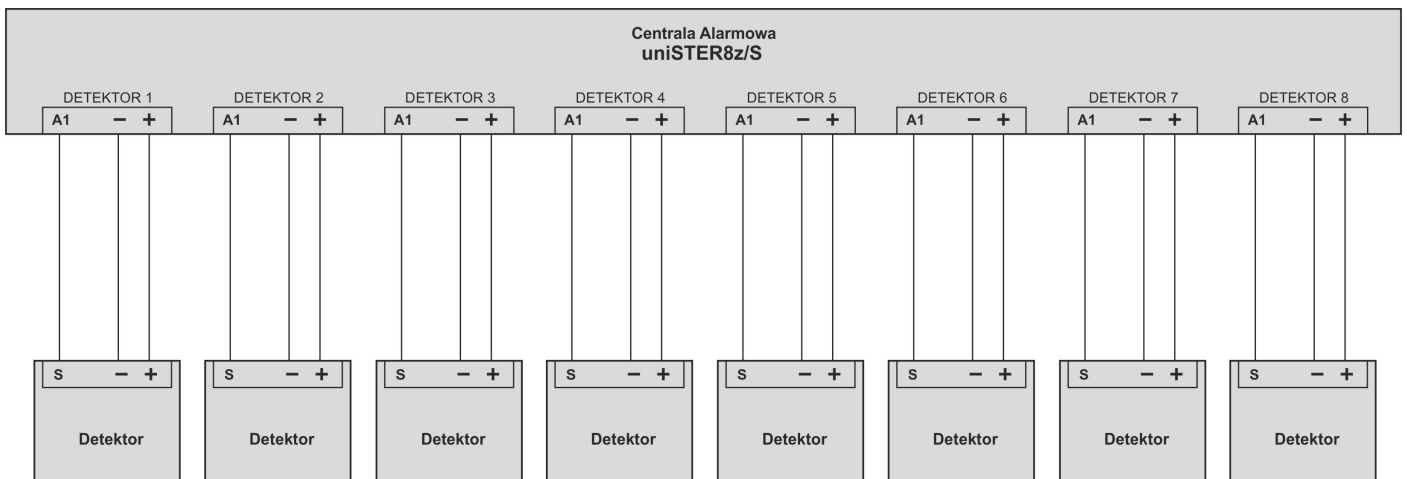 Centrala Alarmowa
uniSTER8z/S
DETEKTOR 1 DETEKTOR 2 DETEKTOR 3 DETEKTOR 4 DETEKTOR 5 DETEKTOR 6 DETEKTOR 7 DETEKTOR 8
A1 − + A1 − + A1 − + A1 − + A1 − + A1 − + A1 − + A1 − +
S − + S − + S − + S − + S − + S − + S − + S − +
Detektor Detektor Detektor Detektor Detektor Detektor Detektor Detektor